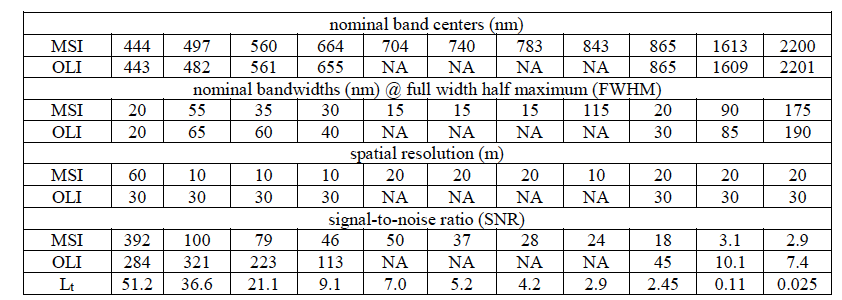 nominal band centers (nm)
MSI 444 497 560 664 704 740 783 843 865 1613 2200
OLI 443 482 561 655 NA NA NA NA 865 1609 2201
nominal bandwidths (nm) @ full width half maximum (FWHM)
MSI 20 55 35 30 15 15 15 115 20 90 175
OLI 20 65 60 40 NA NA NA NA 30 85 190
spatial resolution (m)
MSI 60 10 10 10 20 20 20 10 20 20 20
OLI 30 30 30 30 NA NA NA NA 30 30 30
signal-to-noise ratio (SNR)
MSI 392 100 79 46 50 37 28 24 18 3.1 2.9
OLI 284 321 223 113 NA NA NA NA 45 10.1 7.4
Lt 51.2 36.6 21.1 9.1 7.0 5.2 4.2 2.9 2.45 0.11 0.025